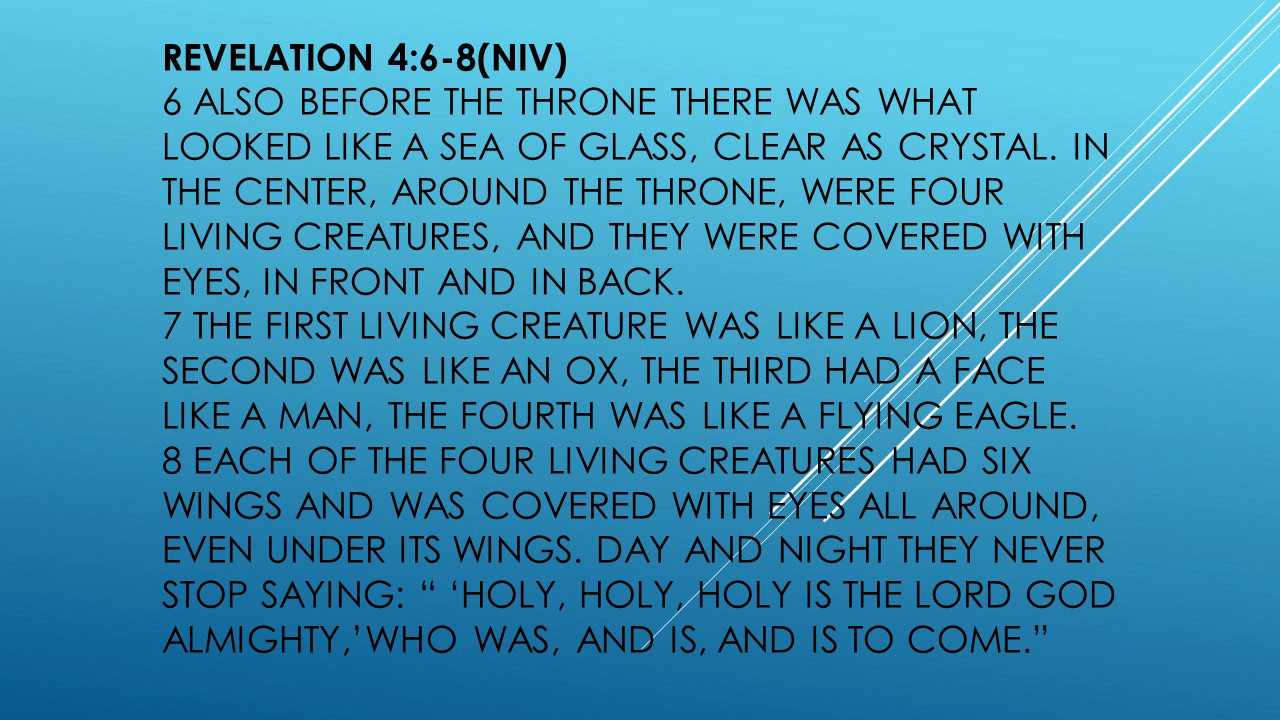 REVELATION 4:6-8(NIV)
6 ALSO BEFORE THE THRONE THERE WAS WHAT
LOOKED LIKE A SEA OF GLASS, CLEAR AS CRYSTAL. IN
THE CENTER, AROUND THE THRONE, WERE FOUR
LIVING CREATURES, AND THEY WERE COVERED WITH
EYES, IN FRONT AND IN BACK.
7 THE FIRST LIVING CREATURE WAS LIKE A LION, THE
SECOND WAS LIKE AN OX, THE THIRD HAD A FACE
LIKE A MAN, THE FOURTH WAS LIKE A FLYING EAGLE.
8 EACH OF THE FOUR LIVING CREATURES HAD SIX
WINGS AND WAS COVERED WITH EYES ALL AROUND,
EVEN UNDER ITS WINGS. DAY AND NIGHT THEY NEVER
STOP SAYING: “ ‘HOLY, HOLY, HOLY IS THE LORD GOD
ALMIGHTY,’WHO WAS, AND IS, AND IS TO COME.”